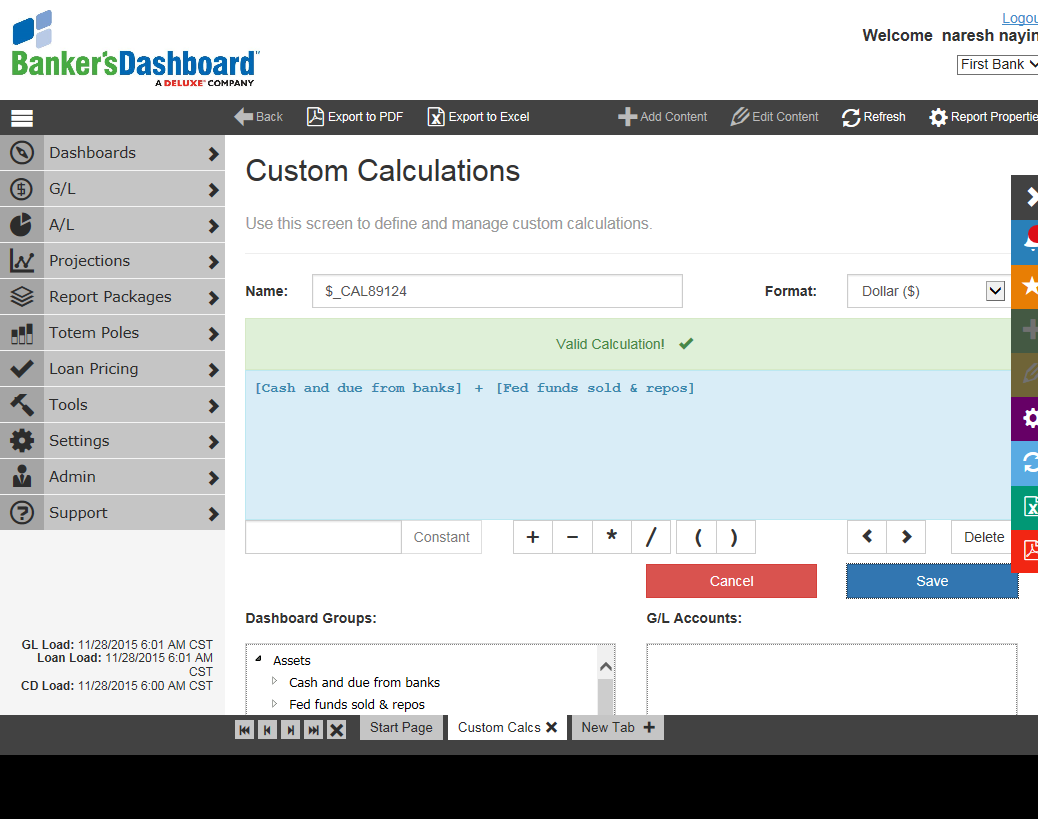 Logou
Banker'sDashboard
A DELUXE COMPANY
Welcome naresh nayin
First Bank
Back Export to PDF Export to Excel Add Content Edit Content Refresh Report Propertie
Dashboards
G/L
A/L
Projections
Report Packages
Totem Poles
Loan Pricing
Tools
Settings
Admin
Support
GL Load: 11/28/2015 6:01 AM CST
Loan Load: 11/28/2015 6:01 AM
CST
CD Load: 11/28/2015 6:00 AM CST
Custom Calculations
Use this screen to define and manage custom calculations.
Name: $_CAL89124 Format: Dollar ($)
Valid Calculation!
[Cash and due from banks] + [Fed funds sold & repos]
Constant + − * / ( ) Delete
Cancel Save
Dashboard Groups: G/L Accounts:
Assets
Cash and due from banks
Fed funds sold & repos
Start Page Custom Calcs New Tab